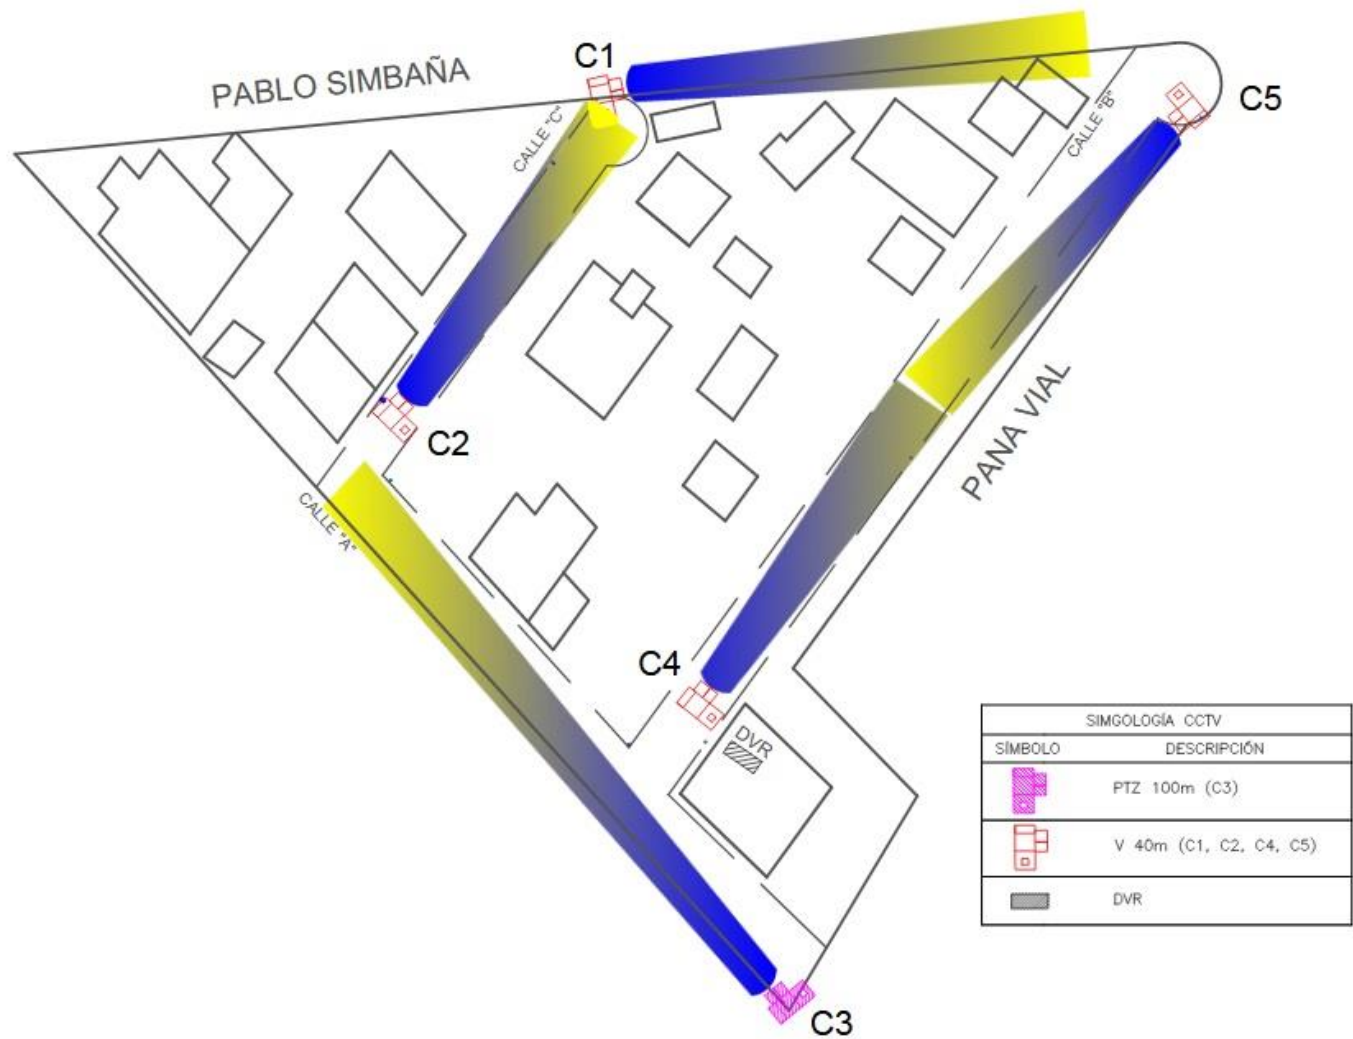 C1
PABLO SIMBAÑA
C5
CALLE "C"
CALLE "B"
C2
PANA VIAL
CALLE "A"
C4
DVR
C3
SIMGOLOGÍA CCTV
SÍMBOLO DESCRIPCIÓN
PTZ 100m (C3)
V 40m (C1, C2, C4, C5)
DVR